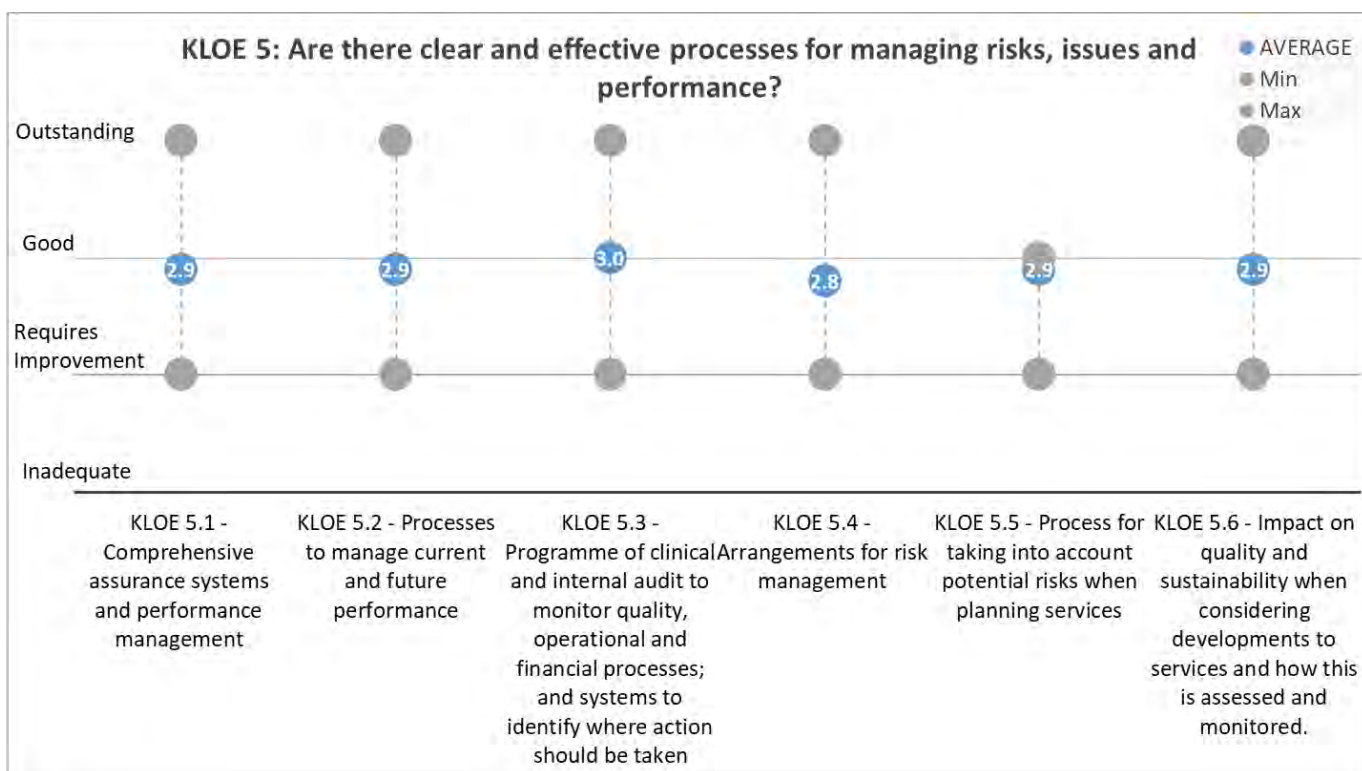 KLOE 5: Are there clear and effective processes for managing risks, issues and
performance?
AVERAGE
Min
Max
Outstanding
Good
Requires
Improvement
Inadequate
2.9
2.9
3.0
2.8
2.9
2.9
KLOE 5.1 -
Comprehensive
assurance systems
and performance
management
KLOE 5.2 - Processes
to manage current
and future
performance
KLOE 5.3 -
Programme of clinical
and internal audit to
monitor quality,
operational and
financial processes;
and systems to
identify where action
should be taken
KLOE 5.4 -
Arrangements for risk
management
KLOE 5.5 - Process for
taking into account
potential risks when
planning services
KLOE 5.6 - Impact on
quality and
sustainability when
considering
developments to
services and how this
is assessed and
monitored.